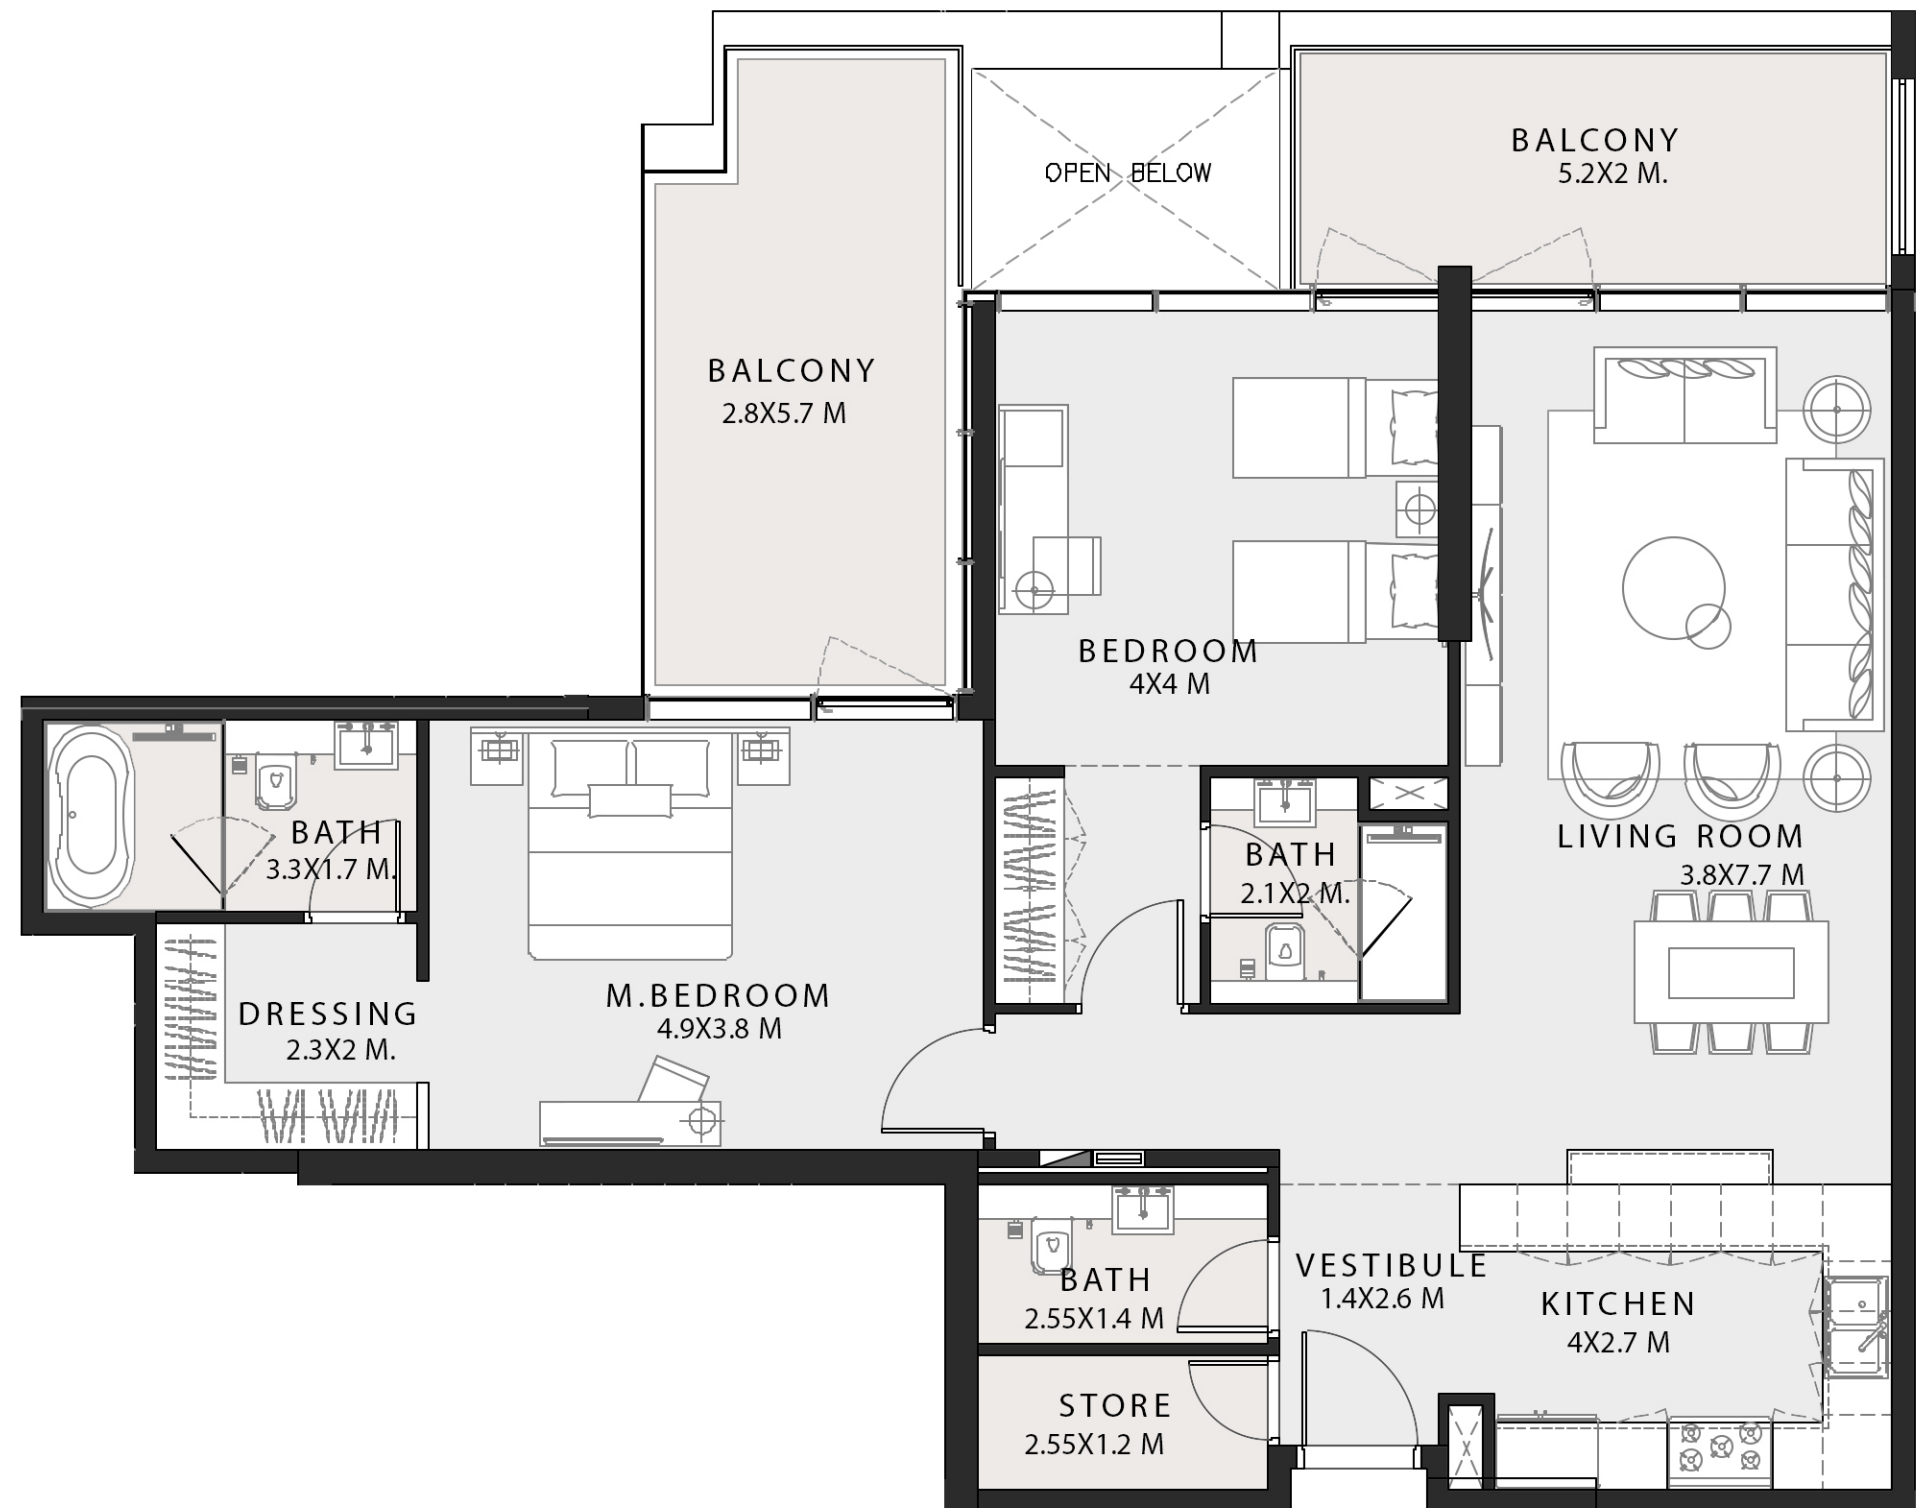 BALCONY
5.2X2 M.
OPEN BELOW
BALCONY
2.8X5.7 M
BEDROOM
4X4 M
BATH
3.3X1.7 M.
BATH
2.1X2 M.
LIVING ROOM
3.8X7.7 M
M.BEDROOM
4.9X3.8 M
DRESSING
2.3X2 M.
BATH
2.55X1.4 M
VESTIBULE
1.4X2.6 M
KITCHEN
4X2.7 M
STORE
2.55X1.2 M